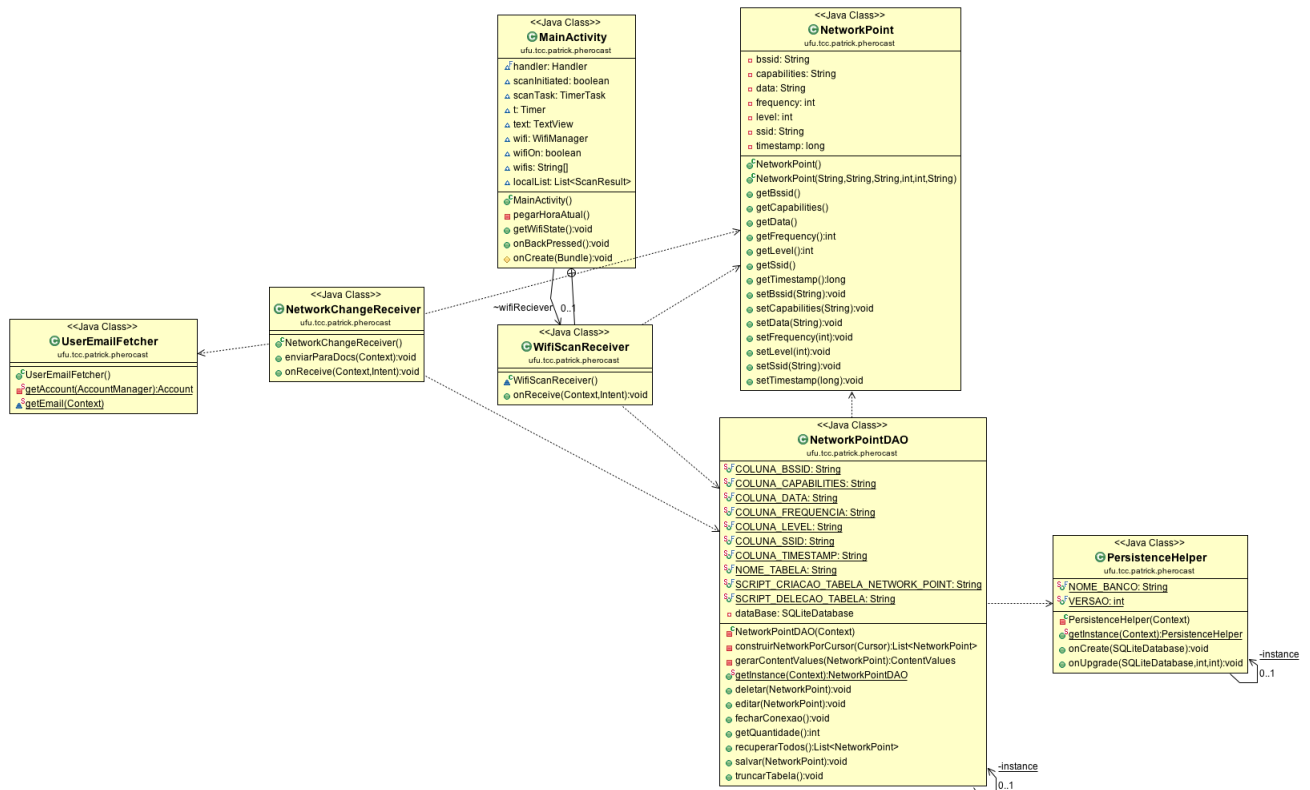 <<Java Class>>
MainActivity
ufu.tcc.patrick.pherocast
handler: Handler
scanInitiated: boolean
scanTask: TimerTask
t: Timer
text: TextView
wifi: WifiManager
wifiOn: boolean
wifis: String[]
localList: List<ScanResult>
MainActivity()
pegarHoraAtual()
getWifiState():void
onBackPressed():void
onCreate(Bundle):void
<<Java Class>>
NetworkPoint
ufu.tcc.patrick.pherocast
bssid: String
capabilities: String
data: String
frequency: int
level: int
ssid: String
timestamp: long
NetworkPoint()
NetworkPoint(String,String,String,int,int,String)
getBssid()
getCapabilities()
getData()
getFrequency():int
getLevel():int
getSsid()
getTimestamp():long
setBssid(String):void
setCapabilities(String):void
setData(String):void
setFrequency(int):void
setLevel(int):void
setSsid(String):void
setTimestamp(long):void
~wifiReciever
0..1
<<Java Class>>
NetworkChangeReceiver
ufu.tcc.patrick.pherocast
NetworkChangeReceiver()
enviarParaDocs(Context):void
onReceive(Context,Intent):void
<<Java Class>>
UserEmailFetcher
ufu.tcc.patrick.pherocast
UserEmailFetcher()
getAccount(AccountManager):Account
getEmail(Context)
<<Java Class>>
WifiScanReceiver
ufu.tcc.patrick.pherocast
WifiScanReceiver()
onReceive(Context,Intent):void
<<Java Class>>
NetworkPointDAO
ufu.tcc.patrick.pherocast
COLUNA_BSSID: String
COLUNA_CAPABILITIES: String
COLUNA_DATA: String
COLUNA_FREQUENCIA: String
COLUNA_LEVEL: String
COLUNA_SSID: String
COLUNA_TIMESTAMP: String
NOME_TABELA: String
SCRIPT_CRIACAO_TABELA_NETWORK_POINT: String
SCRIPT_DELECAO_TABELA: String
dataBase: SQLiteDatabase
NetworkPointDAO(Context)
construirNetworkPorCursor(Cursor):List<NetworkPoint>
gerarContentValues(NetworkPoint):ContentValues
getInstance(Context):NetworkPointDAO
deletar(NetworkPoint):void
editar(NetworkPoint):void
fecharConexao():void
getQuantidade():int
recuperarTodos():List<NetworkPoint>
salvar(NetworkPoint):void
truncarTabela():void
-instance
0..1
<<Java Class>>
PersistenceHelper
ufu.tcc.patrick.pherocast
NOME_BANCO: String
VERSAO: int
PersistenceHelper(Context)
getInstance(Context):PersistenceHelper
onCreate(SQLiteDatabase):void
onUpgrade(SQLiteDatabase,int,int):void
-instance
0..1